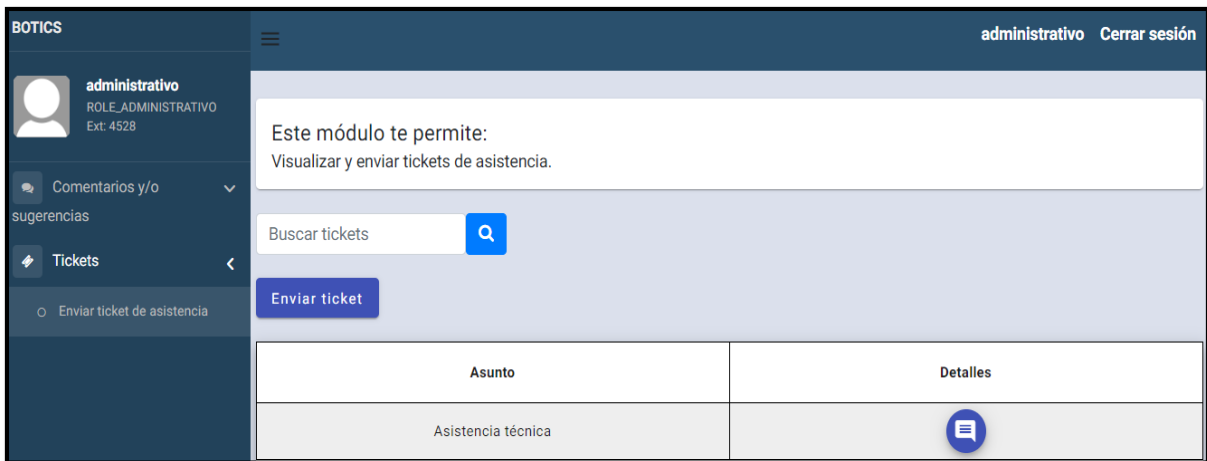 BOTICS
administrativo Cerrar sesión
administrativo
ROLE_ADMINISTRATIVO
Ext: 4528
Comentarios y/o
sugerencias
Tickets
Enviar ticket de asistencia
Este módulo te permite:
Visualizar y enviar tickets de asistencia.
Buscar tickets
Enviar ticket
Asunto Detalles
Asistencia técnica